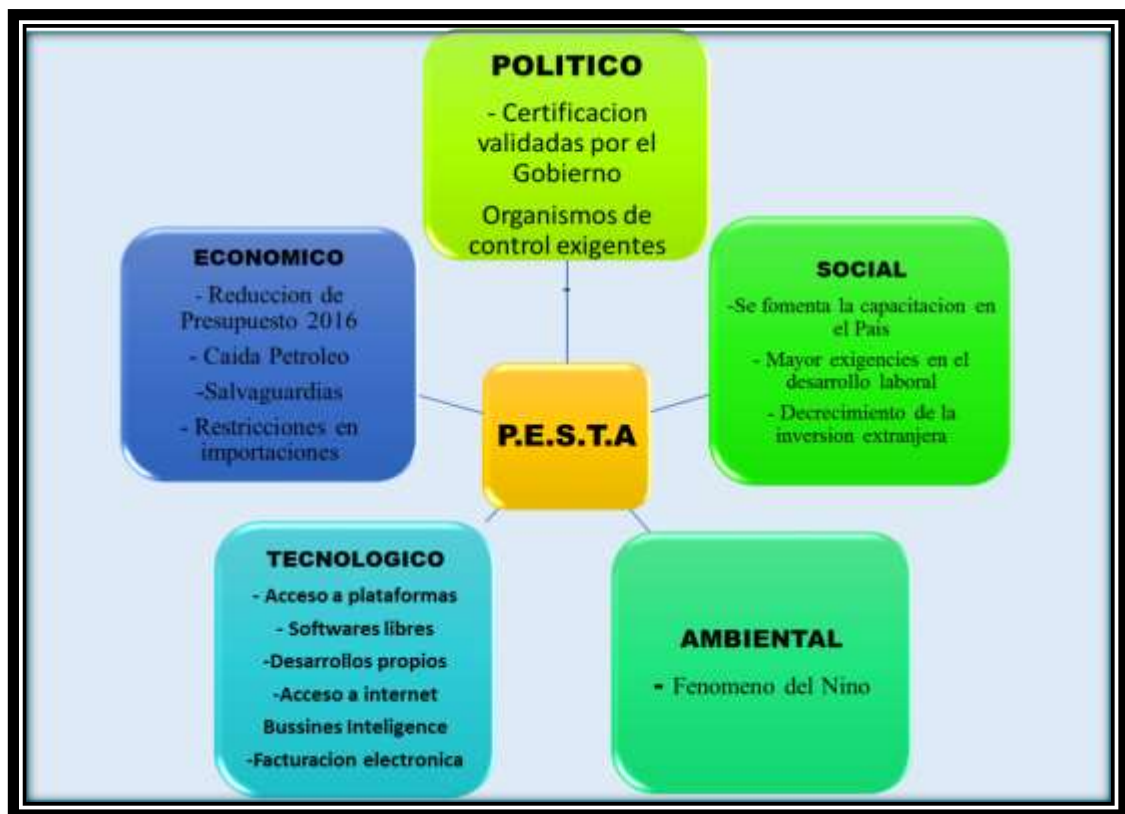 POLITICO
- Certificacion
validadas por el
Gobierno
Organismos de
control exigentes
-
ECONOMICO
- Reduccion de
Presupuesto 2016
- Caida Petroleo
-Salvaguardias
- Restricciones en
importaciones
SOCIAL
-Se fomenta la capacitacion en
el Pais
- Mayor exigencies en el
desarrollo laboral
- Decrecimiento de la
inversion extranjera
P.E.S.T.A
TECNOLOGICO
- Acceso a plataformas
- Softwares libres
-Desarrollos propios
-Acceso a internet
Bussines Inteligence
-Facturacion electronica
AMBIENTAL
- Fenomeno del Nino